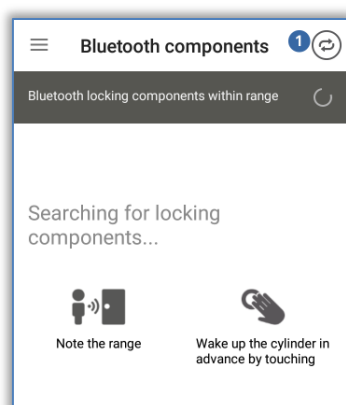 Bluetooth components 1
Bluetooth locking components within range
Searching for locking
components...
Note the range
Wake up the cylinder in
advance by touching